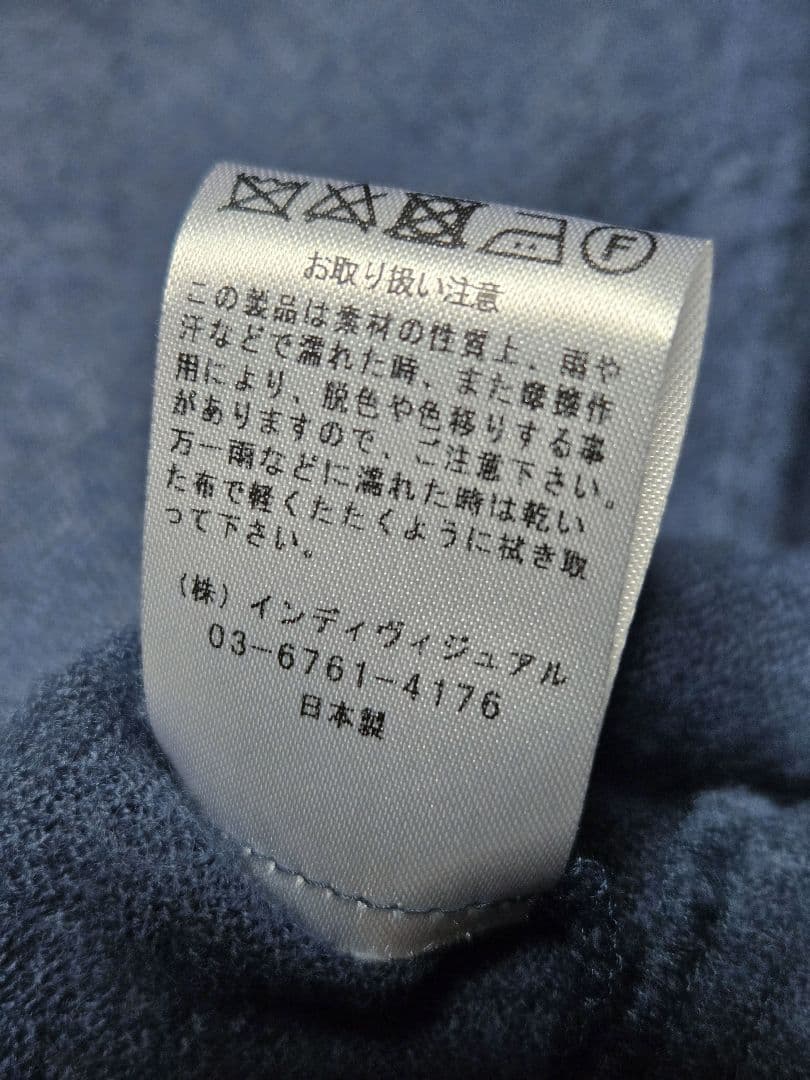 F
お取り扱い注意
この製品は素材の性質上、雨や
汗などで濡れた時、また摩擦作
用により、脱色や色移りする事
がありますので、ご注意下さい。
万一雨などに濡れた時は乾い
た布で軽くたたくように拭き取
って下さい。
(株)インディヴィジュアル
03-6761-4176
日本製